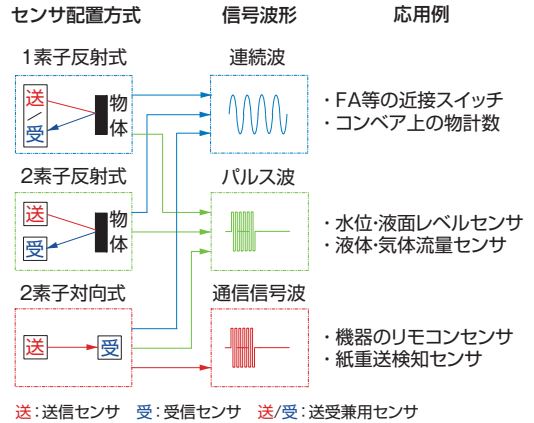 センサ配置方式 信号波形 応用例
1素子反射式 連続波
送/受 物体
・FA等の近接スイッチ
・コンベア上の物計数
2素子反射式 パルス波
送 物体
受
・水位・液面レベルセンサ
・液体・気体流量センサ
2素子対向式 通信信号波
送 受
・機器のリモコンセンサ
・紙重送検知センサ
送:送信センサ 受:受信センサ 送/受:送受兼用センサ